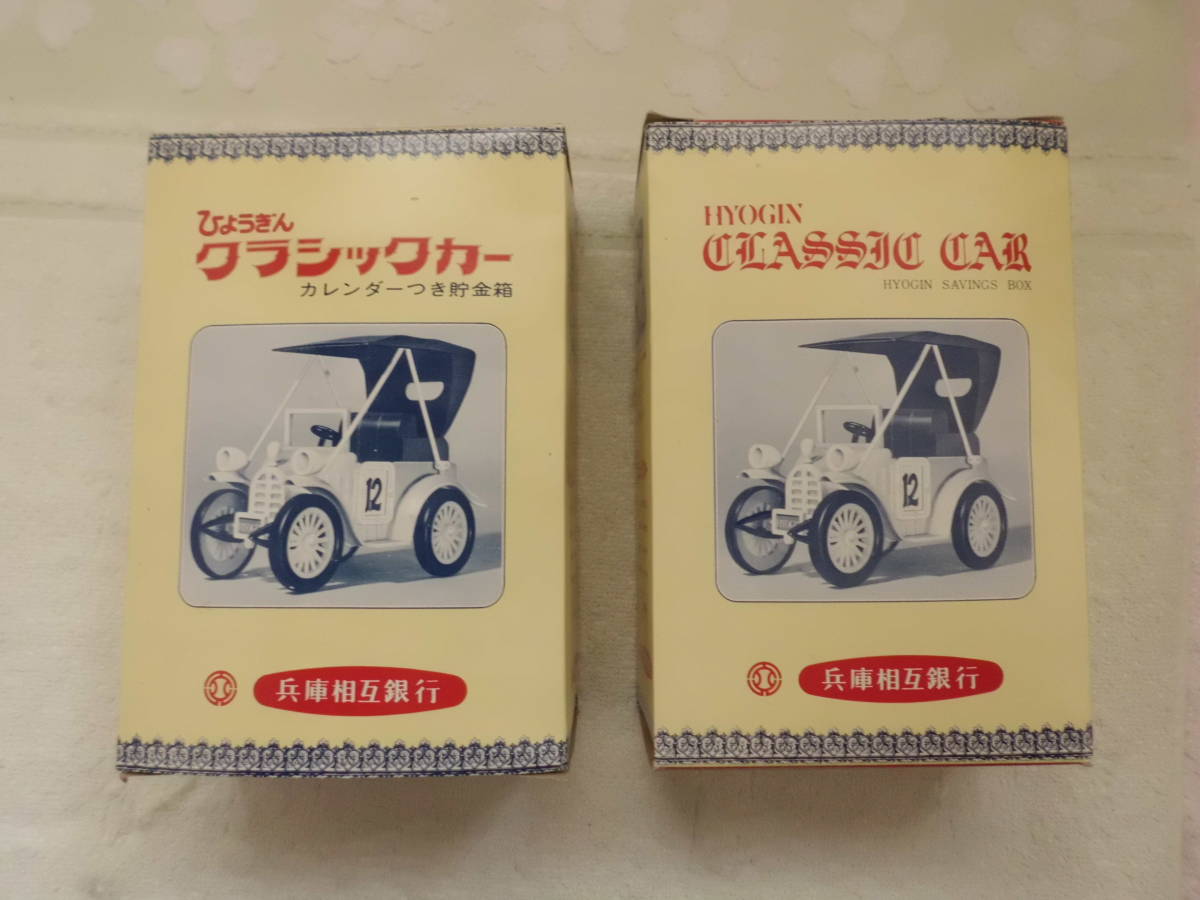 ひょうぎん
クラシックカー
カレンダーつき貯金箱
12
兵庫相互銀行
HYOGIN
CLASSIC CAR
HYOGIN SAVINGS BOX
12
兵庫相互銀行